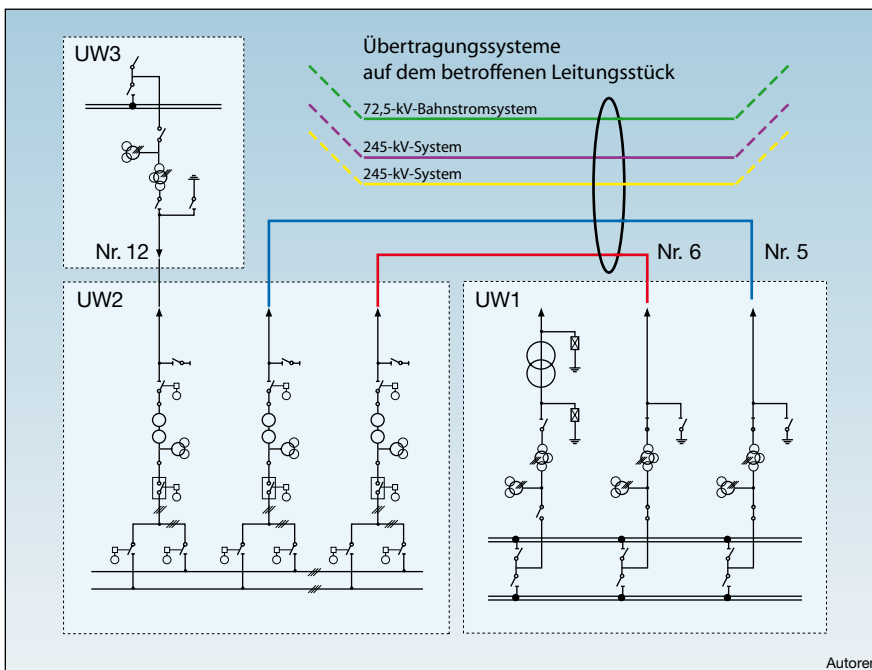 UW3
Übertragungssysteme
auf dem betroffenen Leitungsstück
72,5-kV-Bahnstromsystem
245-kV-System
245-kV-System
Nr. 12
Nr. 6
Nr. 5
UW2
UW1
Autoren